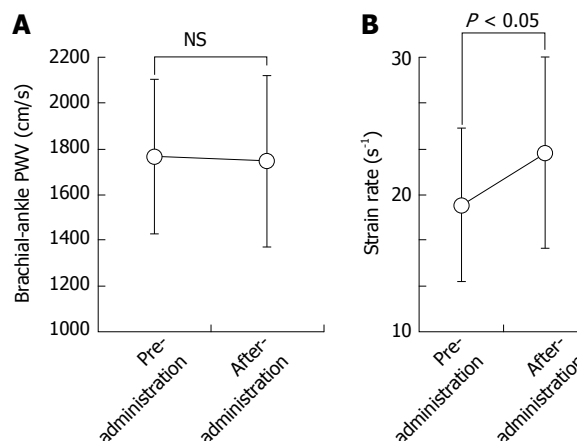 A
NS
Brachial-ankle PWV (cm/s)
2200
2000
1800
1600
1400
1200
1000
Pre-
administration
After-
administration
B
P < 0.05
Strain rate (s-1)
30
20
10
Pre-
administration
After-
administration